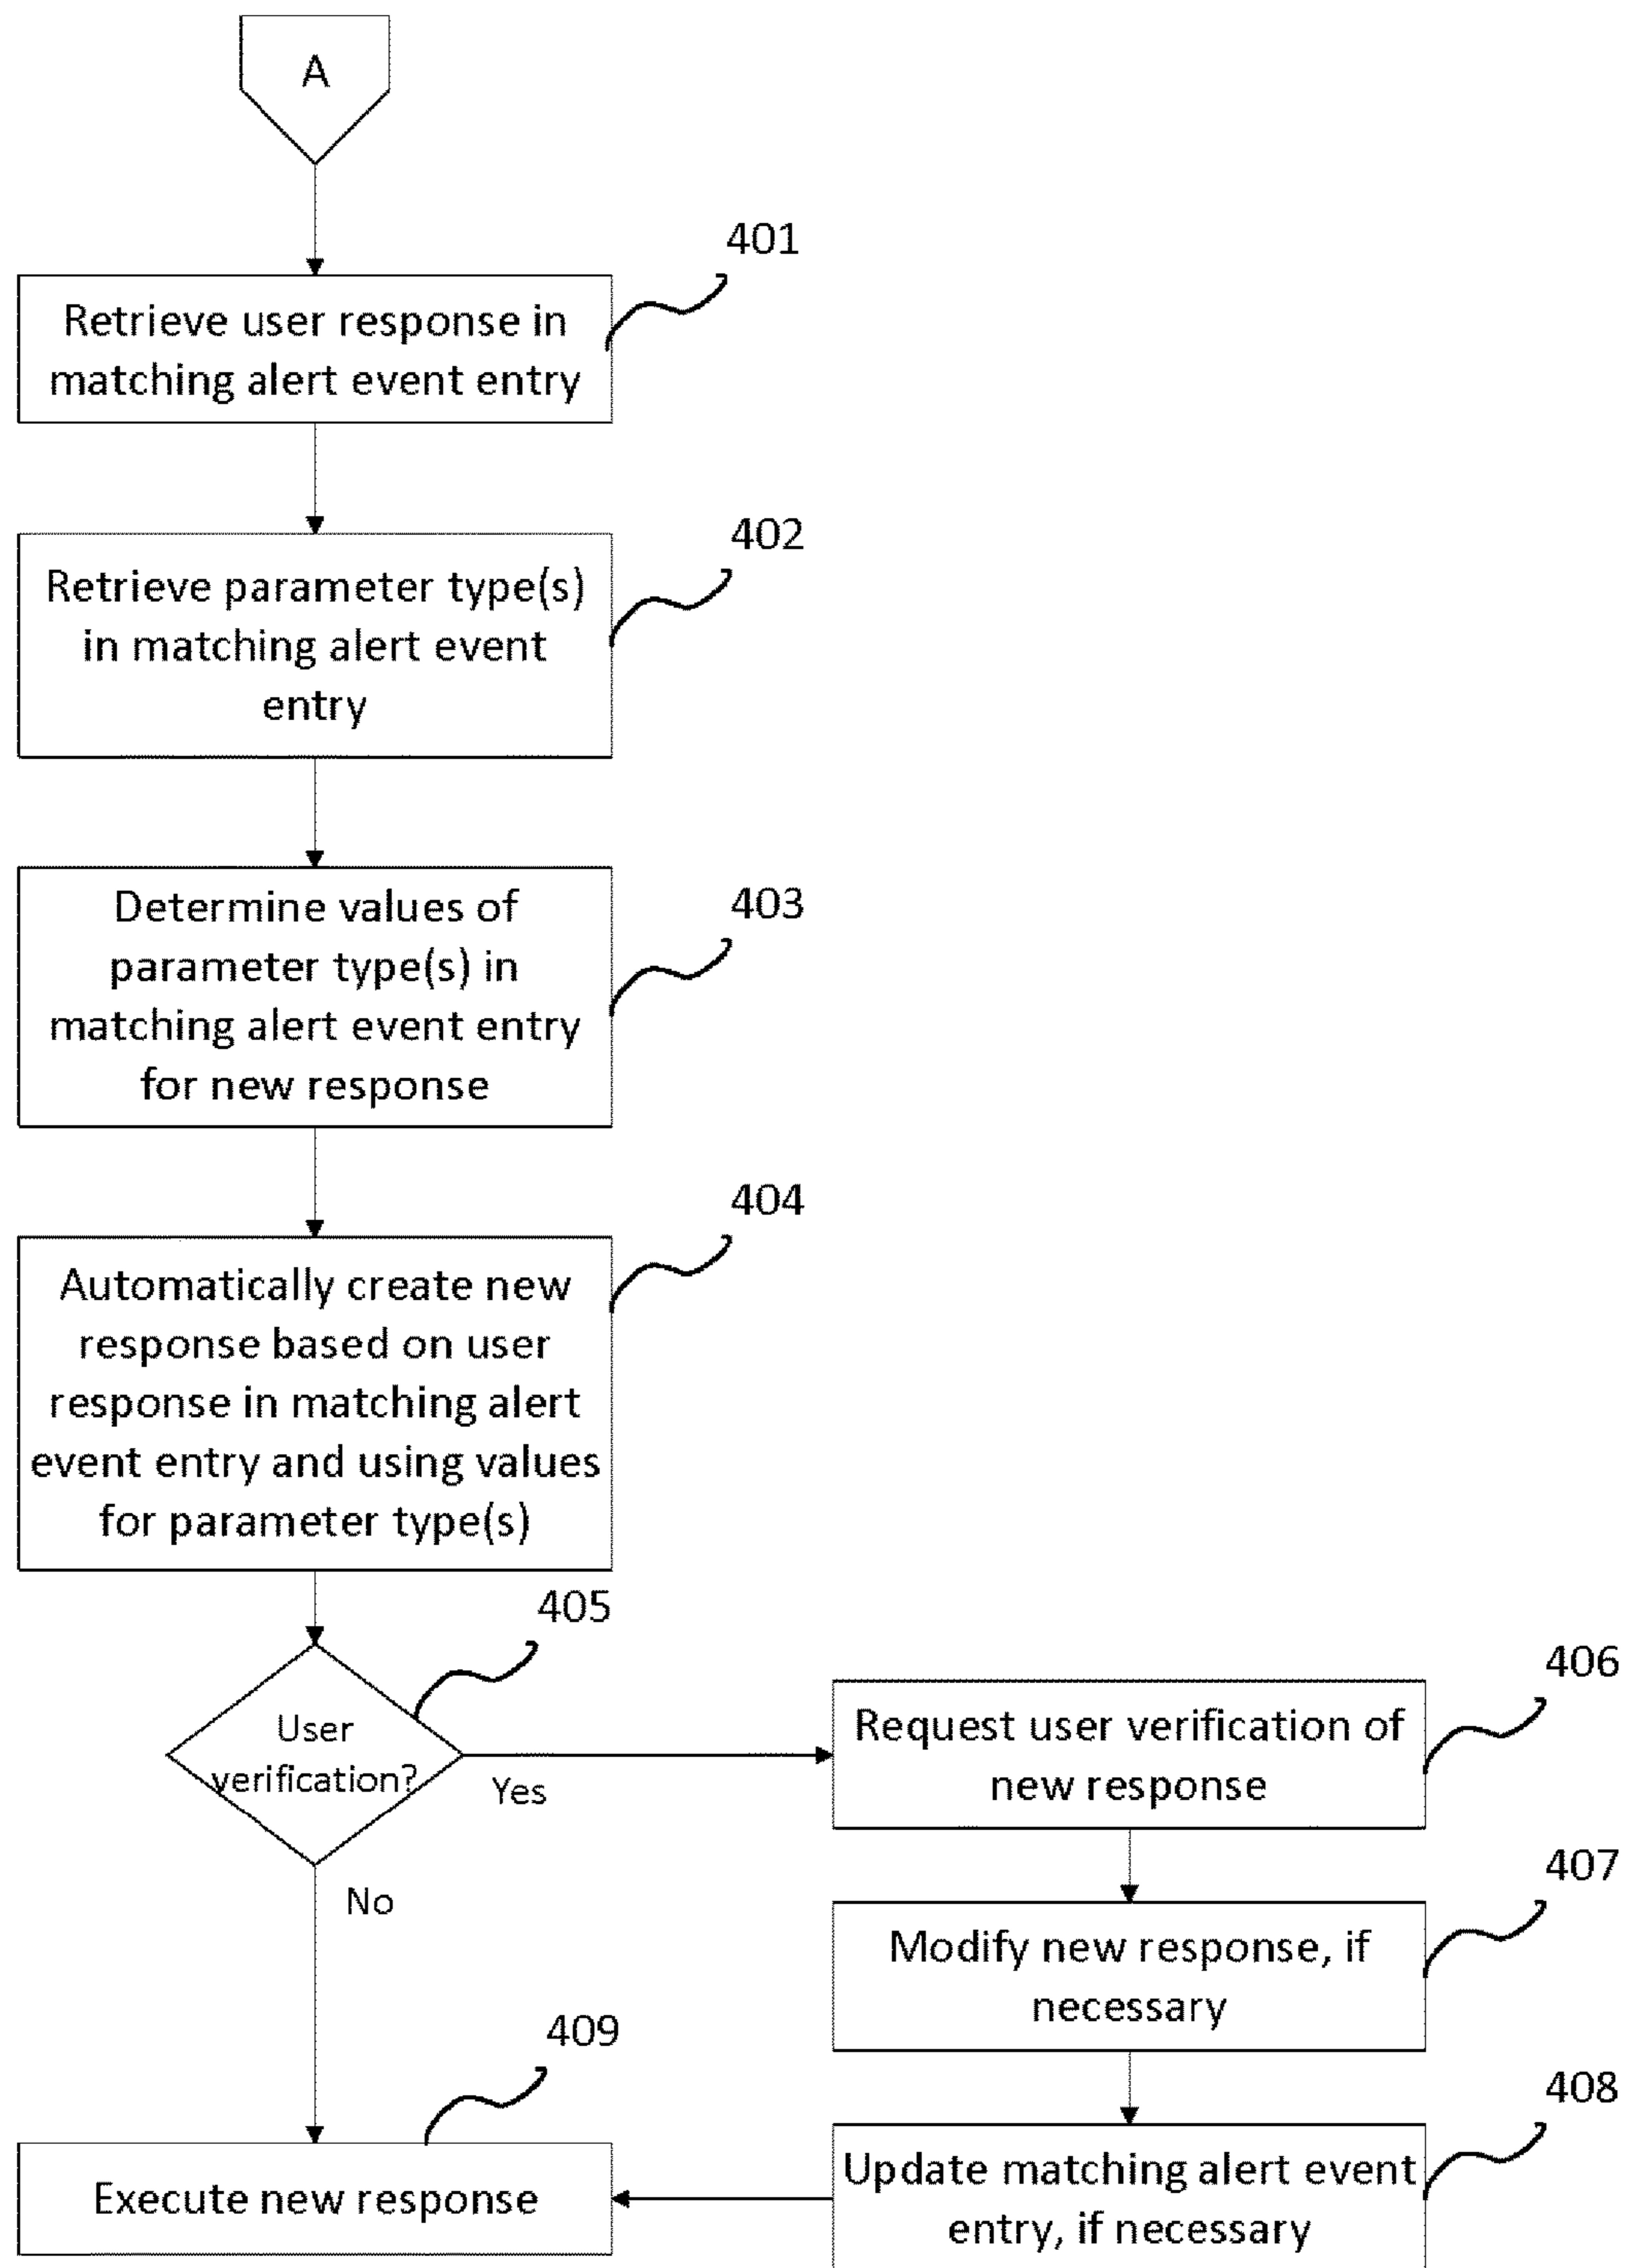 A
401
Retrieve user response in
matching alert event entry
402
Retrieve parameter type(s)
in matching alert event
entry
403
Determine values of
parameter type(s) in
matching alert event entry
for new response
404
Automatically create new
response based on user
response in matching alert
event entry and using values
for parameter type(s)
405
User
verification?
Yes
No
406
Request user verification of
new response
407
Modify new response, if
necessary
408
Update matching alert event
entry, if necessary
409
Execute new response